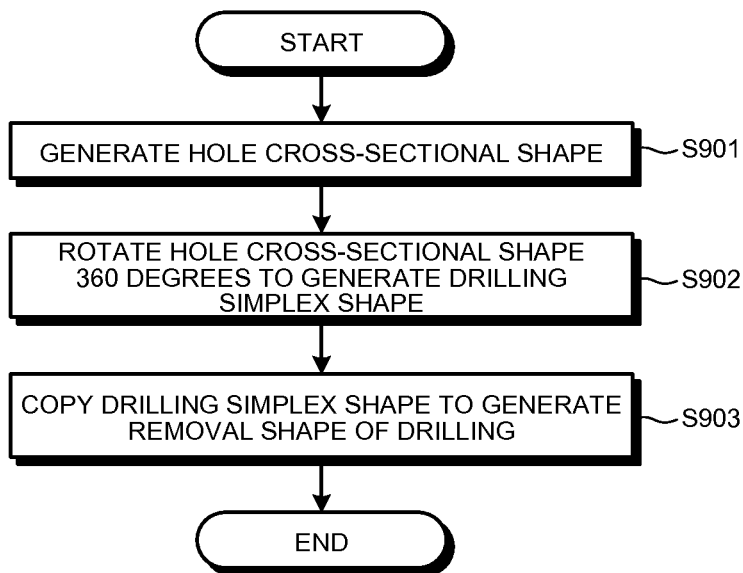 START
GENERATE HOLE CROSS-SECTIONAL SHAPE
S901
ROTATE HOLE CROSS-SECTIONAL SHAPE
360 DEGREES TO GENERATE DRILLING
SIMPLEX SHAPE
S902
COPY DRILLING SIMPLEX SHAPE TO GENERATE
REMOVAL SHAPE OF DRILLING
S903
END